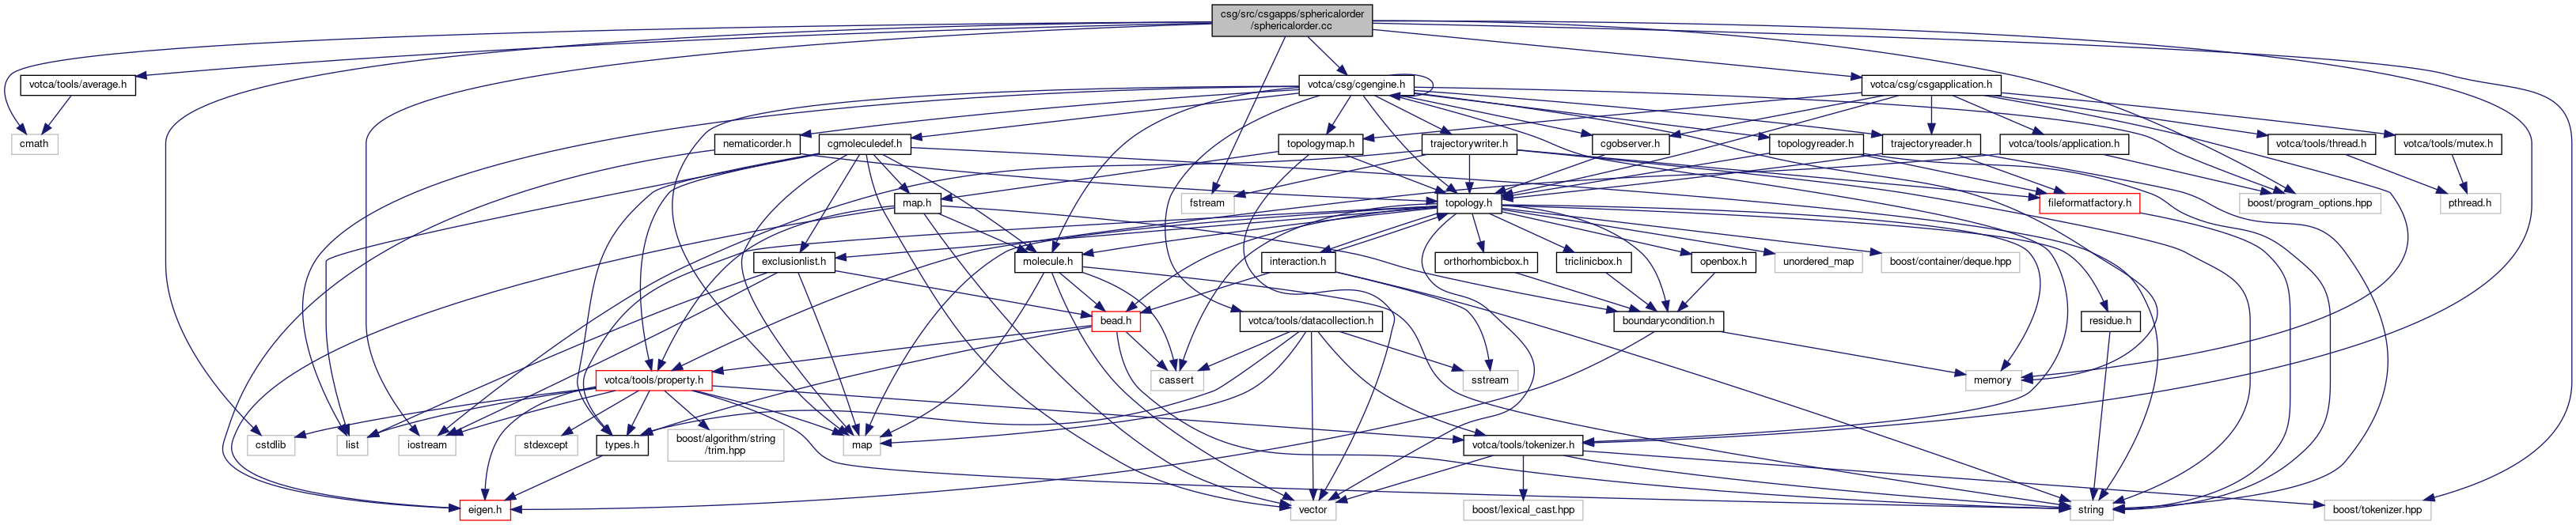 csg/src/csgapps/sphericalorder
/sphericalorder.cc
votca/tools/average.h
votca/csg/cgengine.h
votca/csg/csgapplication.h
cmath
nematicorder.h
cgmoleculedef.h
topologymap.h
trajectorywriter.h
cgobserver.h
topologyreader.h
trajectoryreader.h
votca/tools/application.h
votca/tools/thread.h
votca/tools/mutex.h
map.h
fstream
topology.h
fileformatfactory.h
boost/program_options.hpp
pthread.h
exclusionlist.h
molecule.h
interaction.h
orthorhombicbox.h
triclinicbox.h
openbox.h
unordered_map
boost/container/deque.hpp
bead.h
votca/tools/datacollection.h
boundarycondition.h
residue.h
votca/tools/property.h
cassert
sstream
memory
cstdlib
list
iostream
stdexcept
types.h
boost/algorithm/string
/trim.hpp
map
votca/tools/tokenizer.h
eigen.h
vector
boost/lexical_cast.hpp
string
boost/tokenizer.hpp